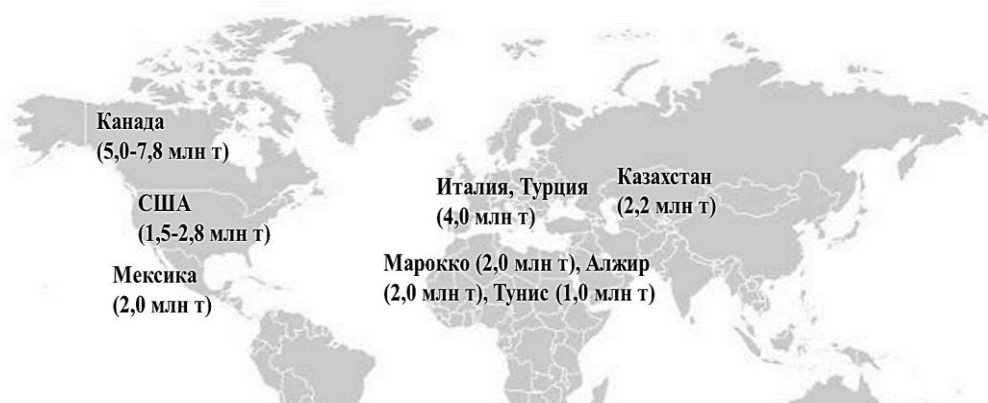 Канада
(5,0-7,8 млн т)
США
(1,5-2,8 млн т)
Мексика
(2,0 млн т)
Италия, Турция
(4,0 млн т)
Казахстан
(2,2 млн т)
Марокко (2,0 млн т), Алжир
(2,0 млн т), Тунис (1,0 млн т)